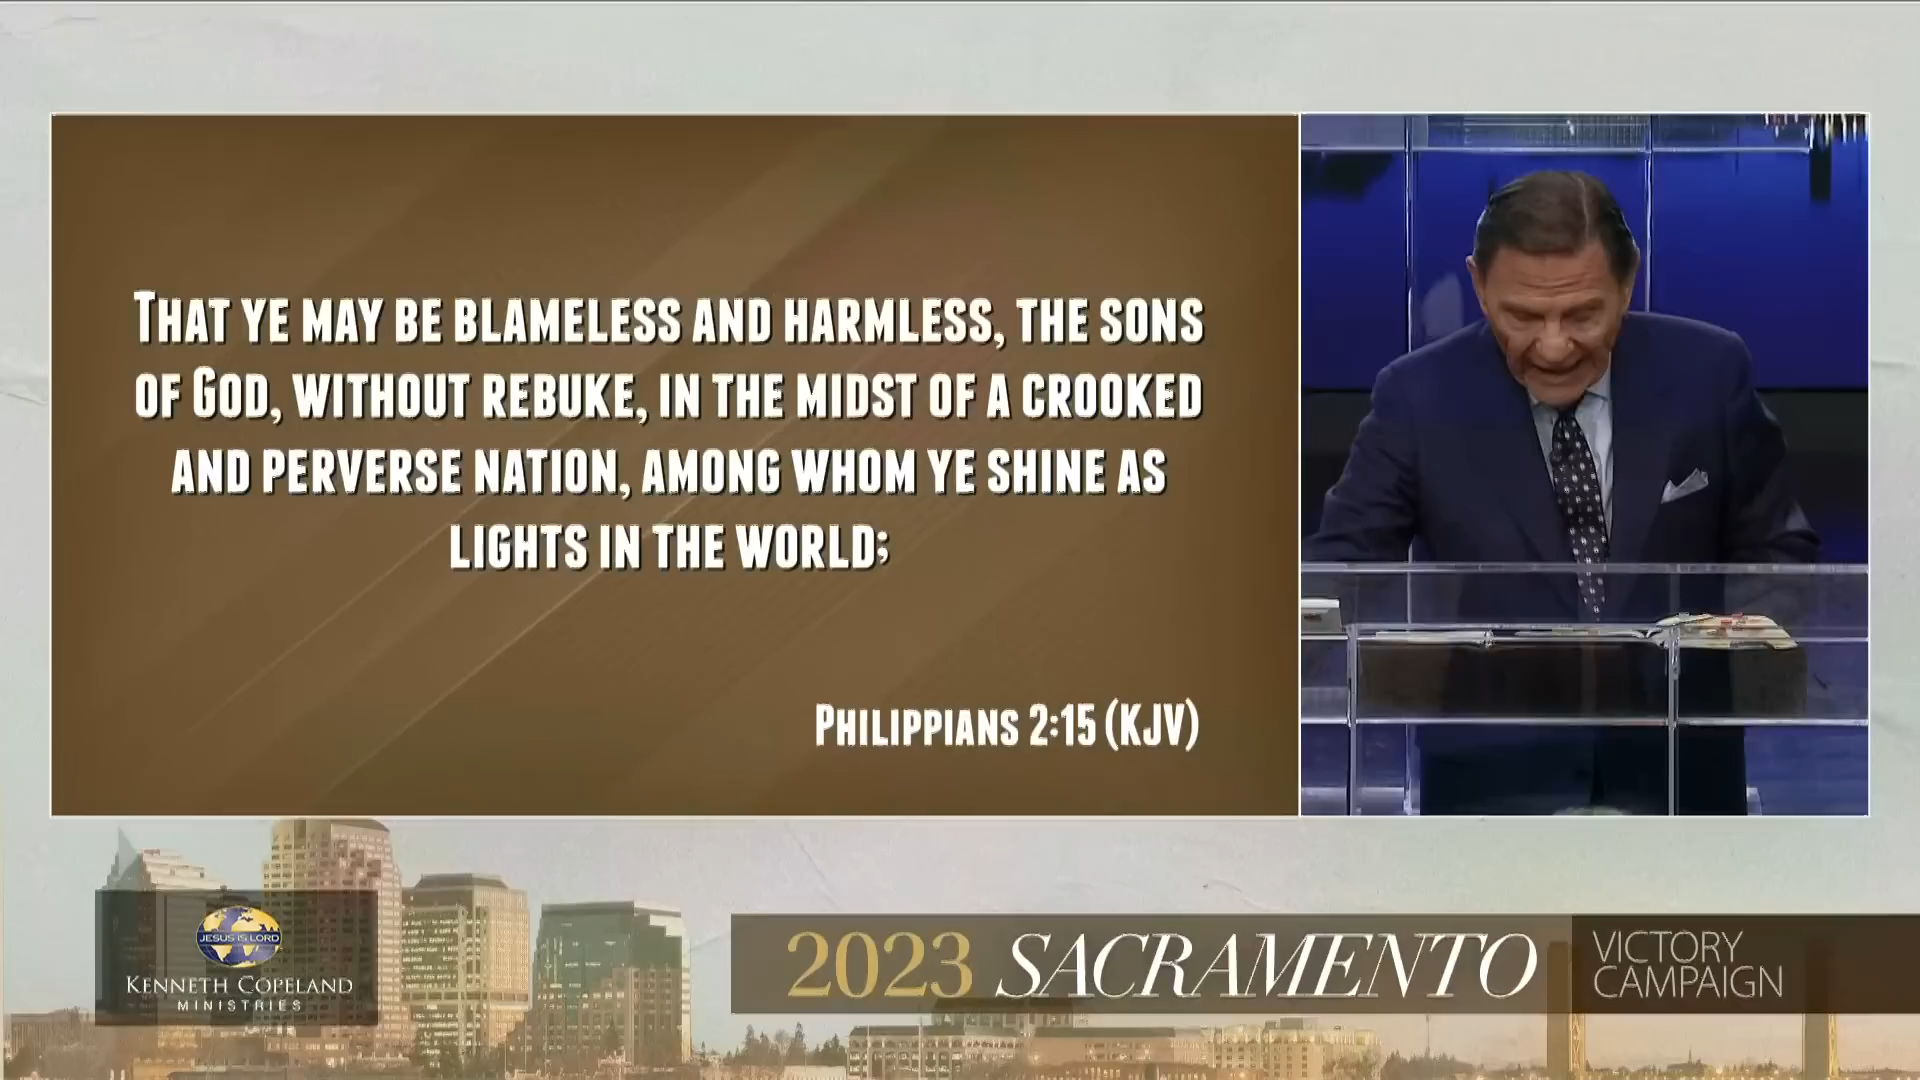 That ye may be blameless and harmless, the sons
of God, without rebuke, in the midst of a crooked
and perverse nation, among whom ye shine as
lights in the world;
Philippians 2:15 (KJV)
JESUS IS LORD
Kenneth Copeland
MINISTRIES
2023 SACRAMENTO
VICTORY
CAMPAIGN